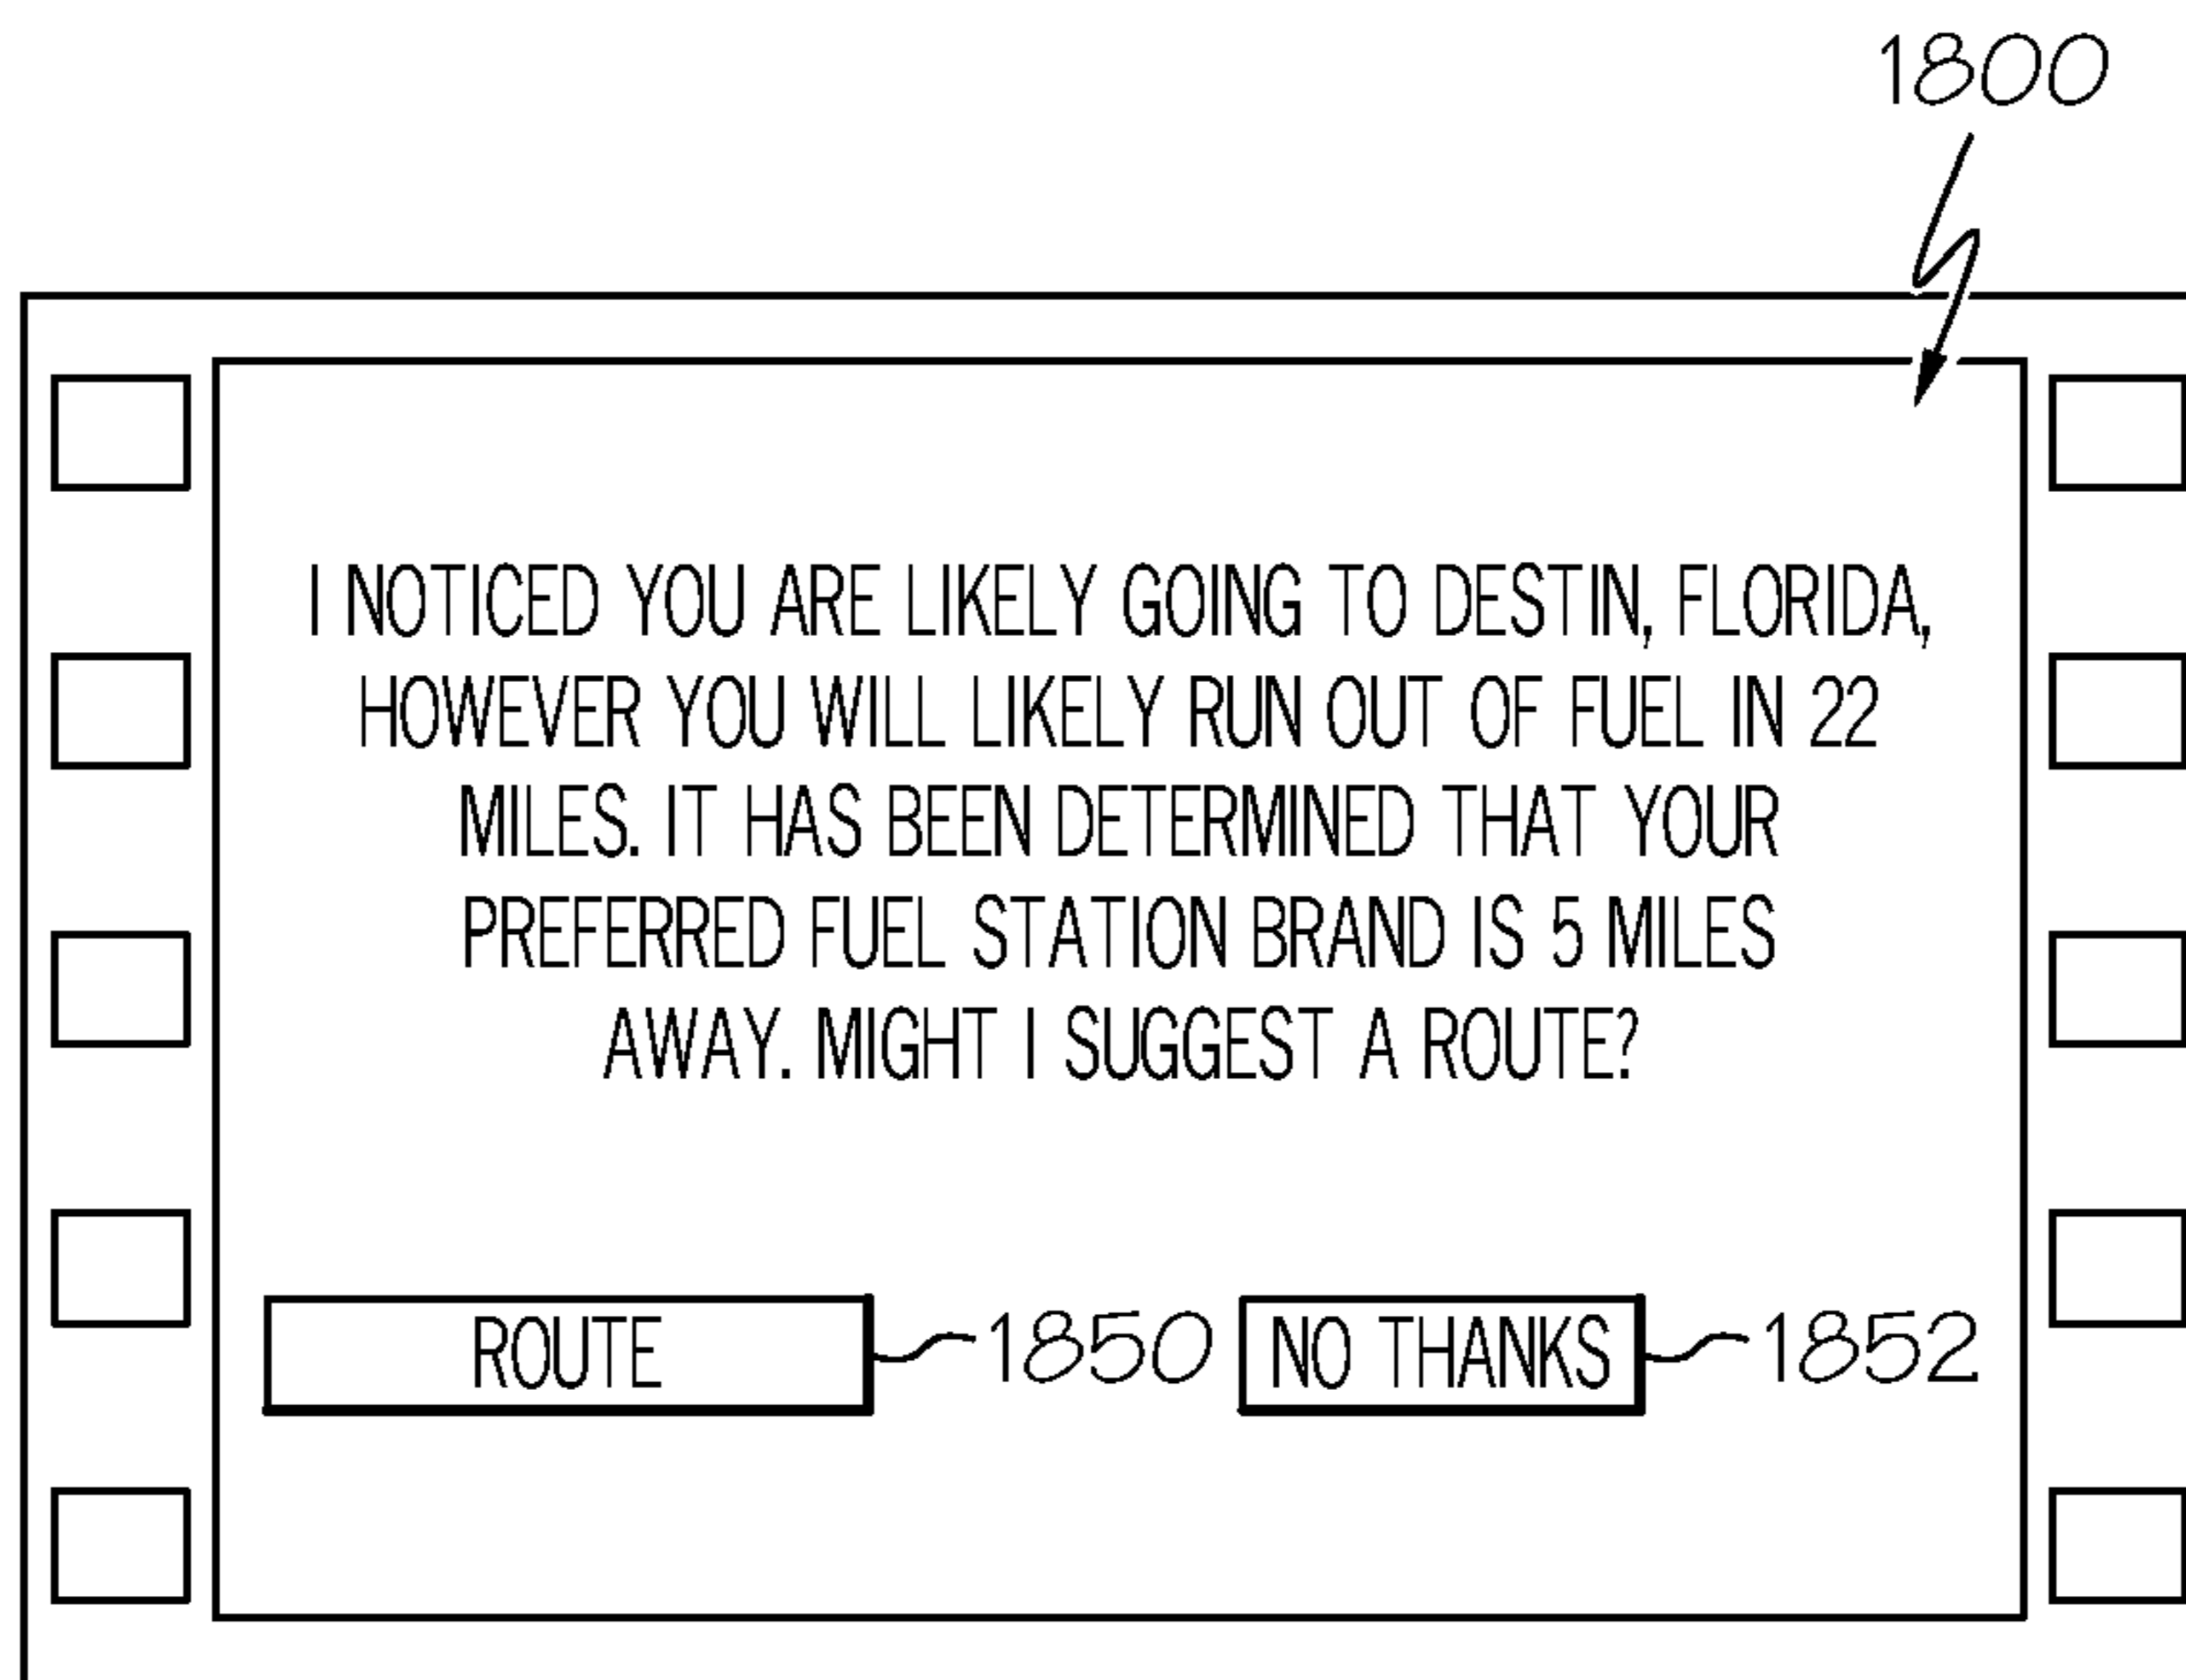 1800
I NOTICED YOU ARE LIKELY GOING TO DESTIN, FLORIDA,
HOWEVER YOU WILL LIKELY RUN OUT OF FUEL IN 22
MILES. IT HAS BEEN DETERMINED THAT YOUR
PREFERRED FUEL STATION BRAND IS 5 MILES
AWAY. MIGHT I SUGGEST A ROUTE?
ROUTE 1850 NO THANKS 1852